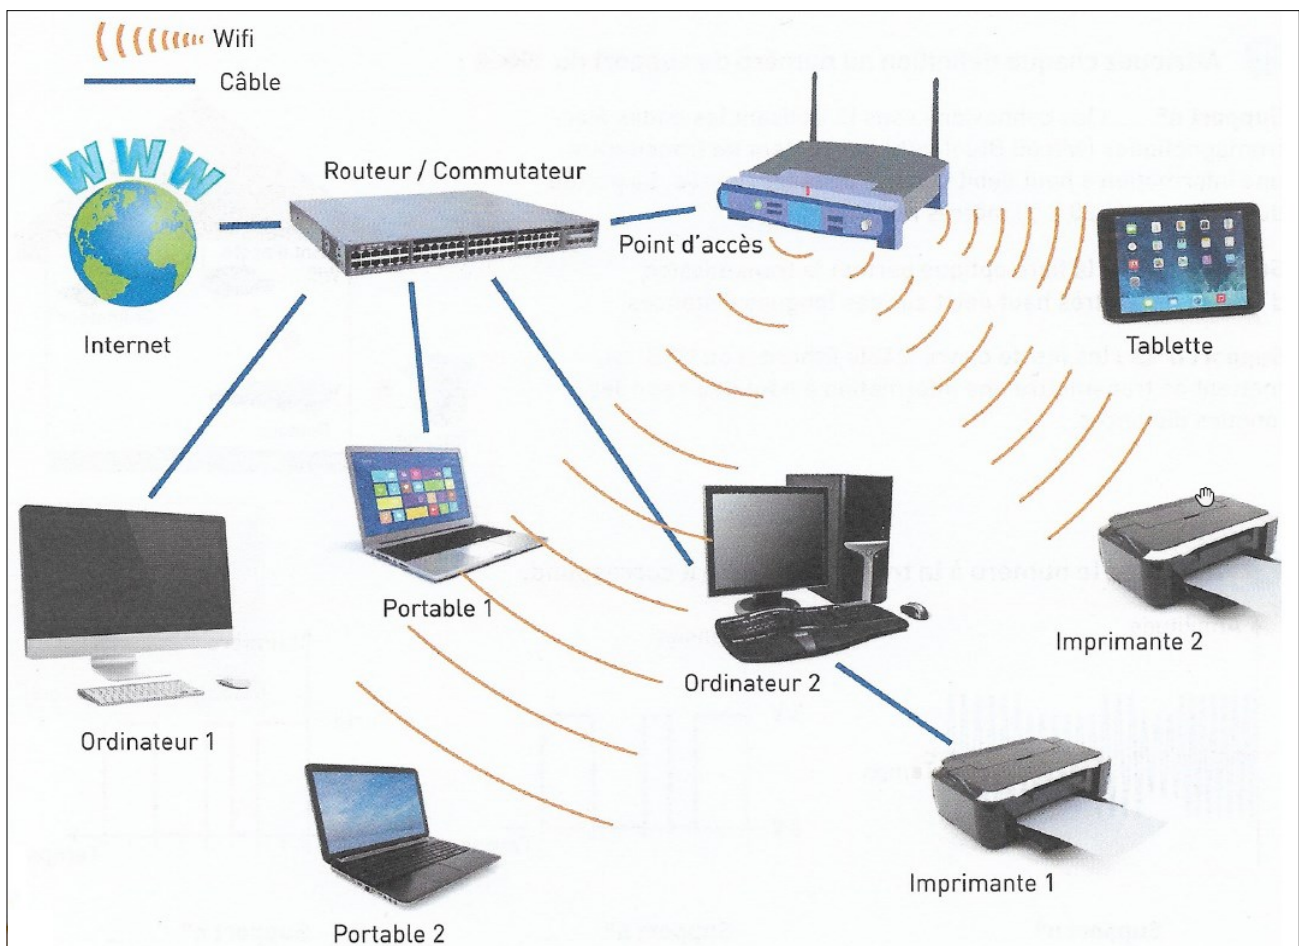 Wifi
Câble
WWW
Routeur / Commutateur
Point d'accès
Internet
Tablette
Portable 1
Imprimante 2
Ordinateur 2
Ordinateur 1
Imprimante 1
Portable 2